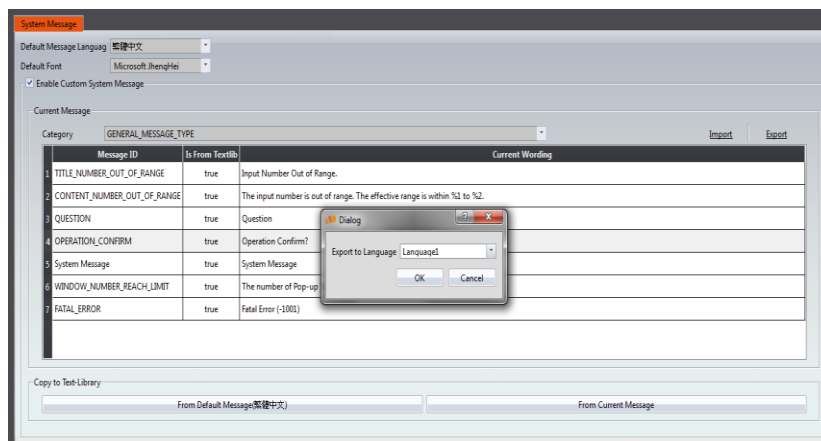 System Message
Default Message Languag 繁體中文
Default Font Microsoft JhengHei
Enable Custom System Message
Current Message
Category GENERAL_MESSAGE_TYPE Import Export
Message ID Is From Textlib Current Wording
1 TITLE_NUMBER_OUT_OF_RANGE true Input Number Out of Range.
2 CONTENT_NUMBER_OUT_OF_RANGE true The input number is out of range. The effective range is within %1 to %2.
3 QUESTION true Question
4 OPERATION_CONFIRM true Operation Confirm?
5 System Message true System Message
6 WINDOW_NUMBER_REACH_LIMIT true The number of Pop-up
7 FATAL_ERROR true Fatal Error (-1001)
Dialog
Export to Language Language1
OK Cancel
Copy to Text-Library
From Default Message(繁體中文) From Current Message